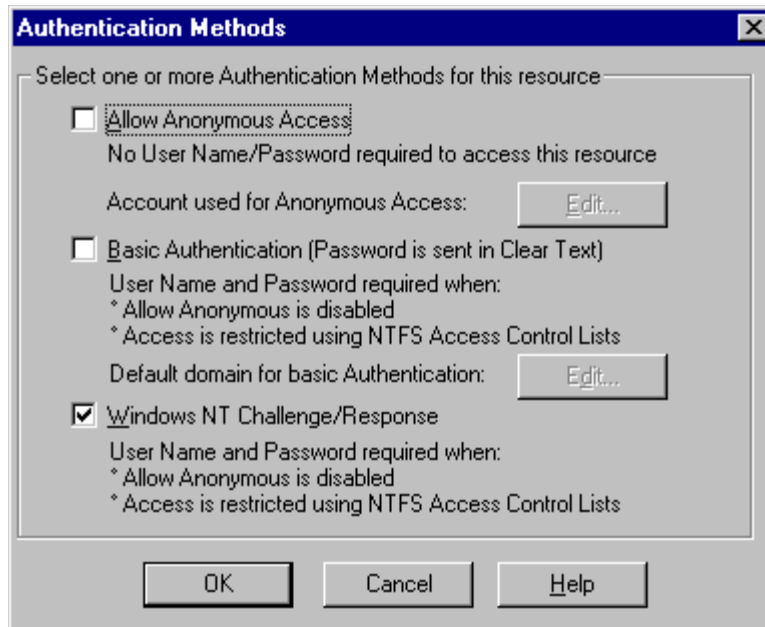 Authentication Methods
Select one or more Authentication Methods for this resource
Allow Anonymous Access
No User Name/Password required to access this resource
Account used for Anonymous Access: Edit...
Basic Authentication (Password is sent in Clear Text)
User Name and Password required when:
* Allow Anonymous is disabled
* Access is restricted using NTFS Access Control Lists
Default domain for basic Authentication: Edit...
Windows NT Challenge/Response
User Name and Password required when:
* Allow Anonymous is disabled
* Access is restricted using NTFS Access Control Lists
OK Cancel Help